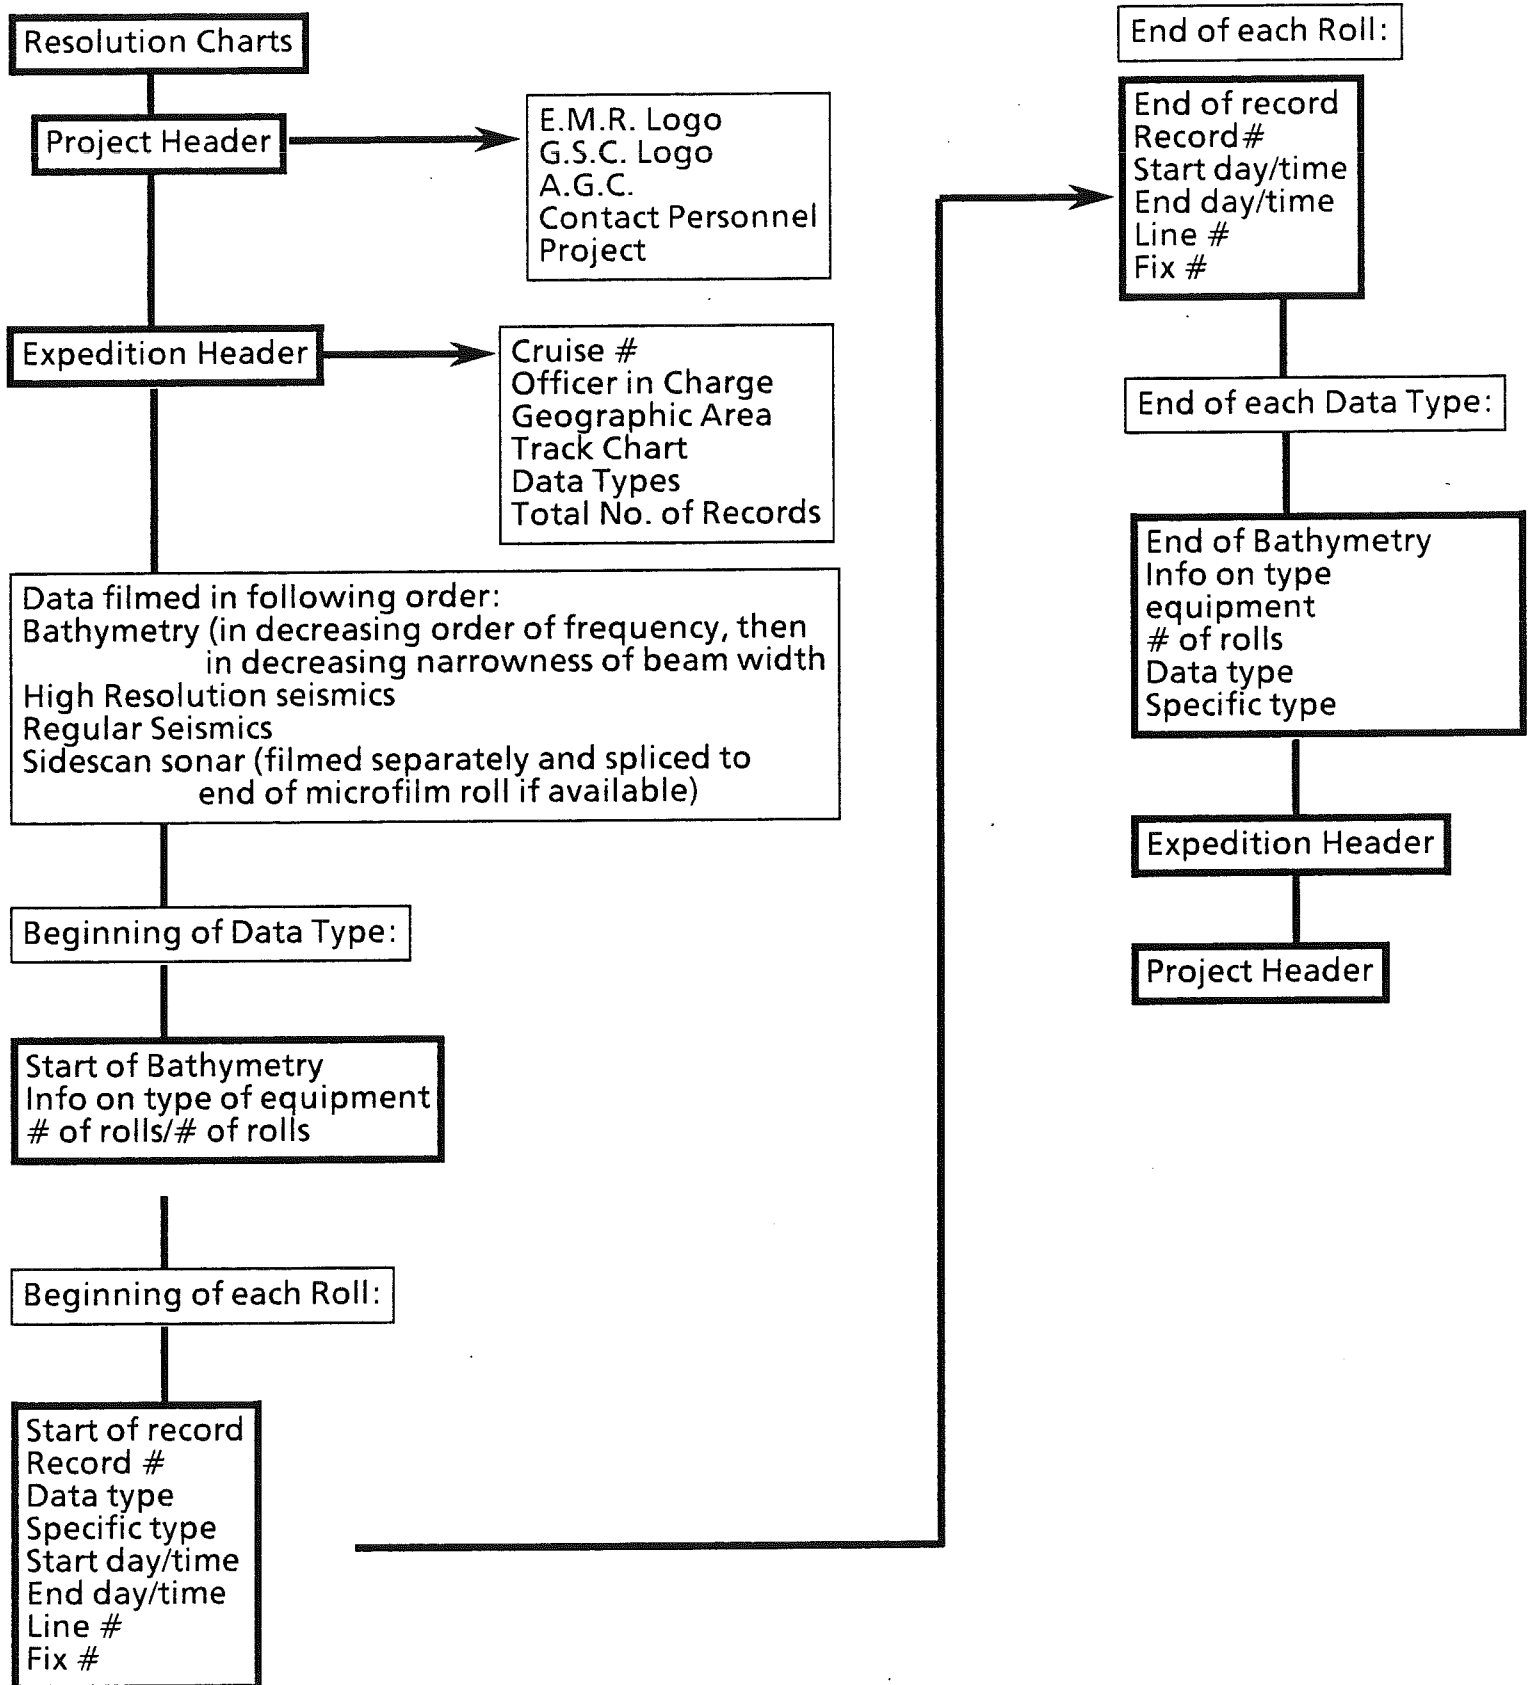 Resolution Charts
Project Header
E.M.R. Logo
G.S.C. Logo
A.G.C.
Contact Personnel
Project
Expedition Header
Cruise #
Officer in Charge
Geographic Area
Track Chart
Data Types
Total No. of Records
Data filmed in following order:
Bathymetry (in decreasing order of frequency, then
in decreasing narrowness of beam width
High Resolution seismics
Regular Seismics
Sidescan sonar (filmed separately and spliced to
end of microfilm roll if available)
Beginning of Data Type:
Start of Bathymetry
Info on type of equipment
# of rolls/# of rolls
Beginning of each Roll:
Start of record
Record #
Data type
Specific type
Start day/time
End day/time
Line #
Fix #
End of each Roll:
End of record
Record#
Start day/time
End day/time
Line #
Fix #
End of each Data Type:
End of Bathymetry
Info on type
equipment
# of rolls
Data type
Specific type
Expedition Header
Project Header